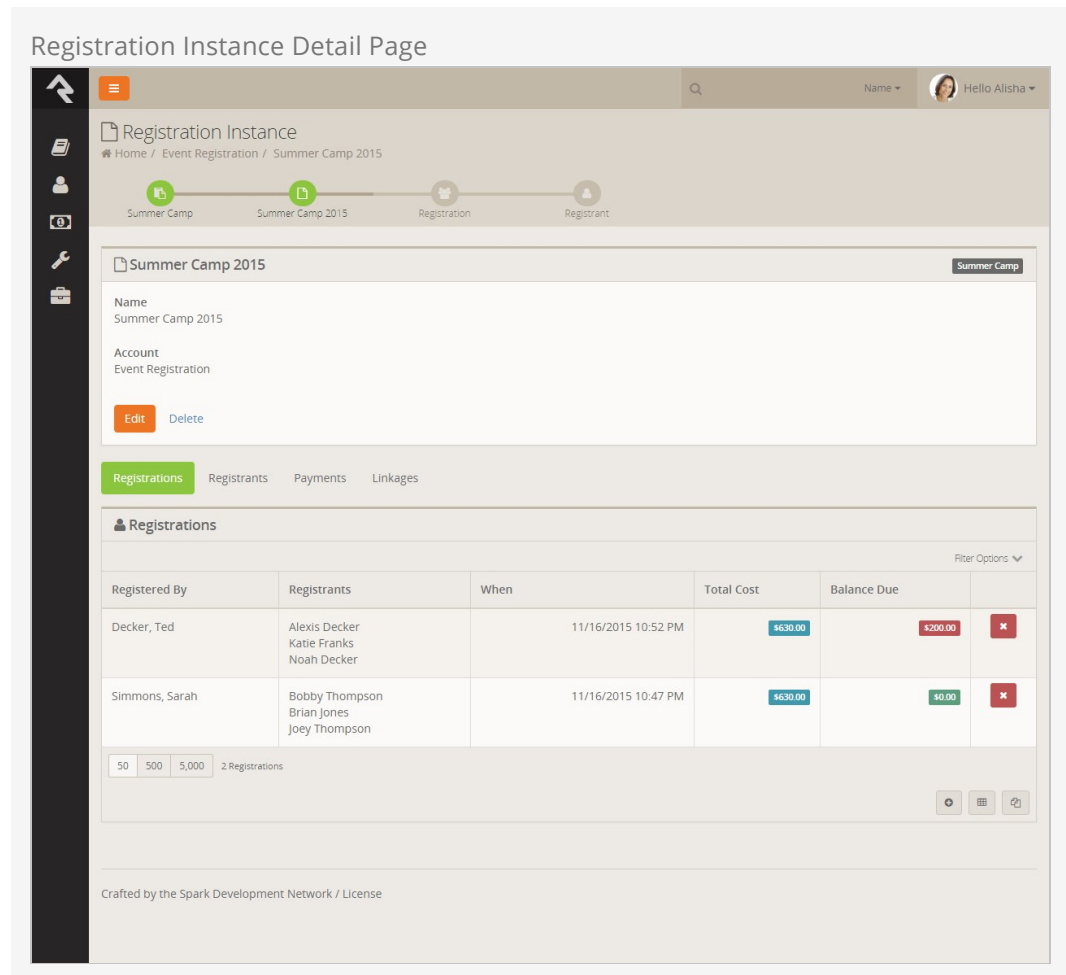 Registration Instance Detail Page
Name
Hello Alisha
Registration Instance
Home / Event Registration / Summer Camp 2015
Summer Camp
Summer Camp 2015
Registration
Registrant
Summer Camp 2015
Summer Camp
Name
Summer Camp 2015
Account
Event Registration
Edit Delete
Registrations Registrants Payments Linkages
Registrations
Filter Options
Registered By Registrants When Total Cost Balance Due
Decker, Ted Alexis Decker 11/16/2015 10:52 PM $630.00 $200.00
Katie Franks
Noah Decker
Simmons, Sarah Bobby Thompson 11/16/2015 10:47 PM $630.00 $0.00
Brian Jones
Joey Thompson
50 500 5,000 2 Registrations
Crafted by the Spark Development Network / License